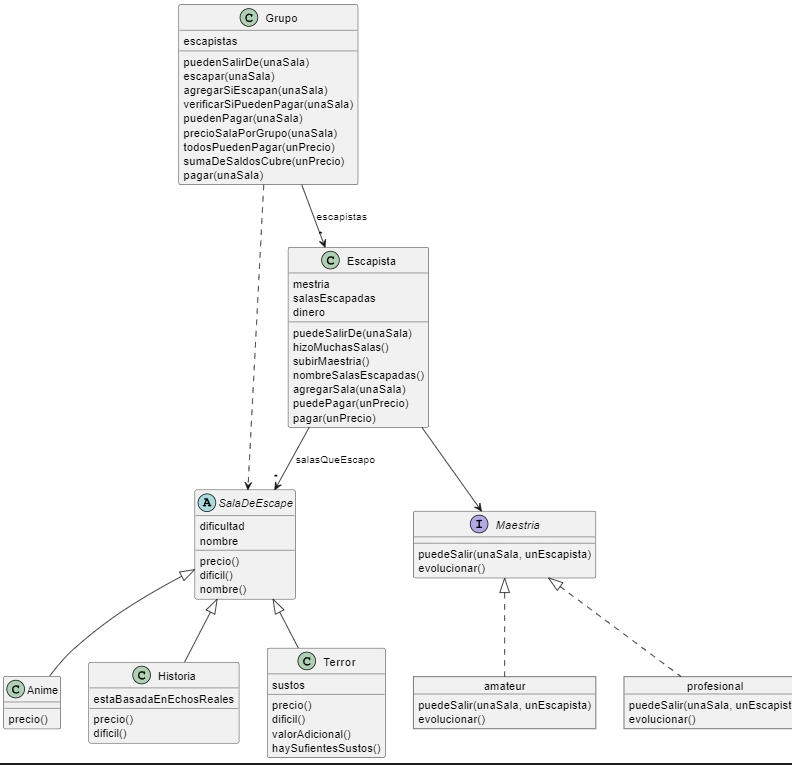 C Grupo
escapistas
puedenSalirDe(unaSala)
escapar(unaSala)
agregarSiEscapan(unaSala)
verificarSiPuedenPagar(unaSala)
puedenPagar(unaSala)
precioSalaPorGrupo(unaSala)
todosPuedenPagar(unPrecio)
sumaDeSaldosCubre(unPrecio)
pagar(unaSala)
escapistas
*
C Escapista
mestria
salasEscapadas
dinero
puedeSalirDe(unaSala)
hizoMuchasSalas()
subirMaestria()
nombreSalasEscapadas()
agregarSala(unaSala)
puedePagar(unPrecio)
pagar(unPrecio)
salasQueEscapo
*
A SalaDeEscape
dificultad
nombre
precio()
dificil()
nombre()
I Maestria
puedeSalir(unaSala, unEscapista)
evolucionar()
C Anime
precio()
C Historia
estaBasadaEnEchosReales
precio()
dificil()
C Terror
sustos
precio()
dificil()
valorAdicional()
haySufientesSustos()
amateur
puedeSalir(unaSala, unEscapista)
evolucionar()
profesional
puedeSalir(unaSala, unEscapist
evolucionar()